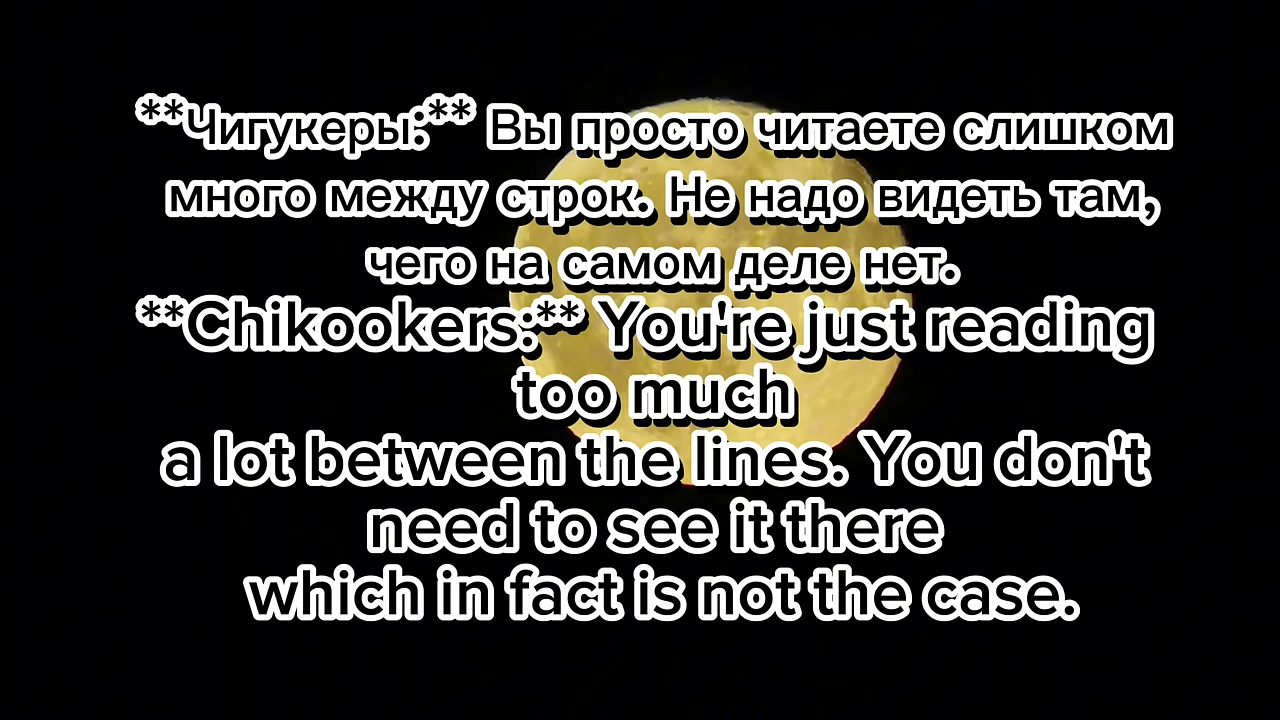 **Чигукеры:** Вы просто читаете слишком
много между строк. Не надо видеть там,
чего на самом деле нет.
**Chikookers:** You're just reading
too much
a lot between the lines. You don't
need to see it there
which in fact is not the case.